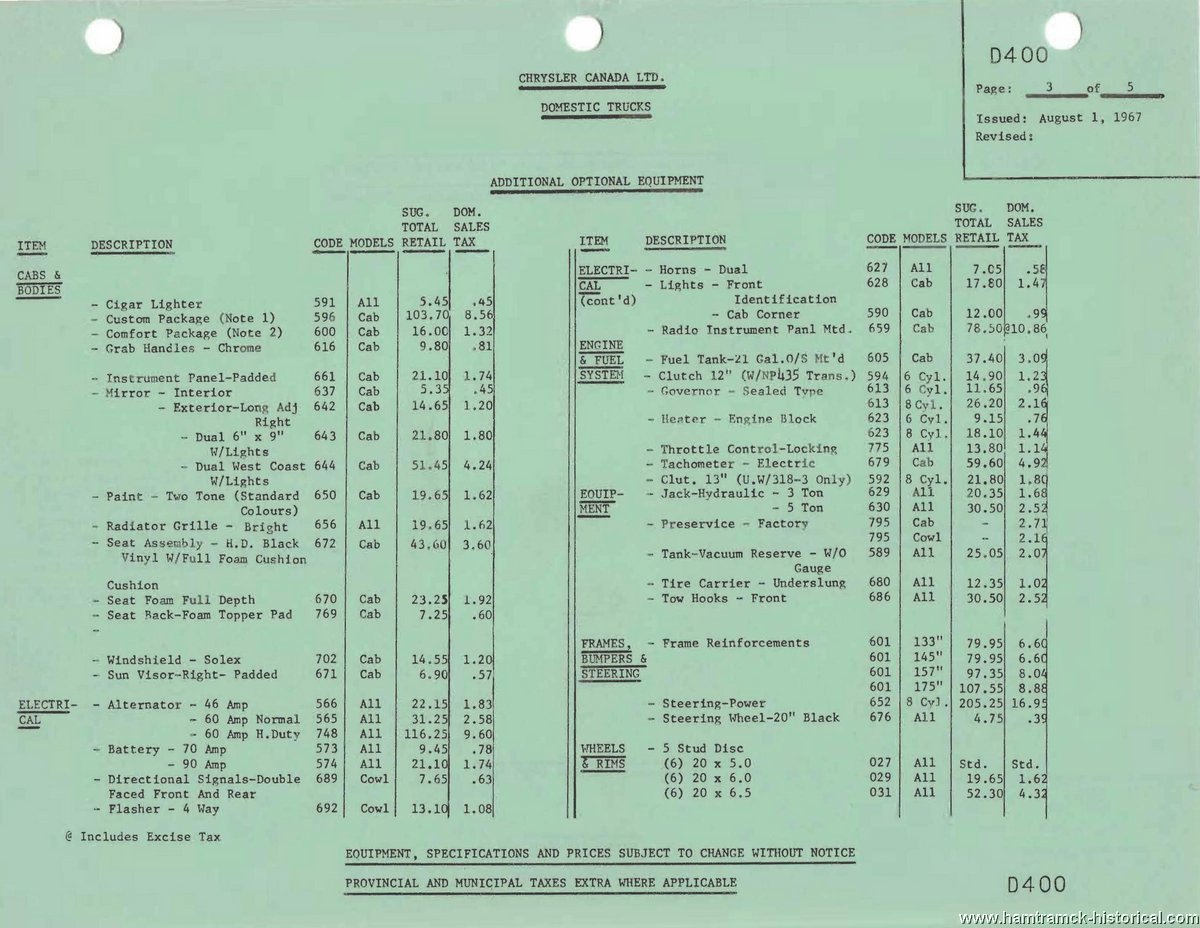 D400
Page: 3 of 5
Issued: August 1, 1967
Revised:
CHRYSLER CANADA LTD.
DOMESTIC TRUCKS
ADDITIONAL OPTIONAL EQUIPMENT
SUG. DOM.
TOTAL SALES
ITEM DESCRIPTION CODE MODELS RETAIL TAX
CABS &
BODIES
- Cigar Lighter 591 All 5.45 .45
- Custom Package (Note 1) 596 Cab 103.70 8.56
- Comfort Package (Note 2) 600 Cab 16.00 1.32
- Grab Handles - Chrome 616 Cab 9.80 .81
- Instrument Panel-Padded 661 Cab 21.10 1.74
- Mirror - Interior 637 Cab 5.35 .45
- Exterior-Long Adj 642 Cab 14.65 1.20
Right
- Dual 6" x 9" 643 Cab 21.80 1.80
W/Lights
- Dual West Coast 644 Cab 51.45 4.24
W/Lights
- Paint - Two Tone (Standard 650 Cab 19.65 1.62
Colours)
- Radiator Grille - Bright 656 All 19.65 1.62
- Seat Assembly - H.D. Black 672 Cab 43.60 3.60
Vinyl W/Full Foam Cushion
Cushion
- Seat Foam Full Depth 670 Cab 23.25 1.92
- Seat Back-Foam Topper Pad 769 Cab 7.25 .60
-
- Windshield - Solex 702 Cab 14.55 1.20
- Sun Visor-Right- Padded 671 Cab 6.90 .57
ELECTRI- - Alternator - 46 Amp 566 All 22.15 1.83
CAL - 60 Amp Normal 565 All 31.25 2.58
- 60 Amp H.Duty 748 All 116.25 9.60
- Battery - 70 Amp 573 All 9.45 .78
- 90 Amp 574 All 21.10 1.74
- Directional Signals-Double 689 Cowl 7.65 .63
Faced Front And Rear
- Flasher - 4 Way 692 Cowl 13.10 1.08
@ Includes Excise Tax
SUG. DOM.
TOTAL SALES
ITEM DESCRIPTION CODE MODELS RETAIL TAX
ELECTRI- - Horns - Dual 627 All 7.05 .58
CAL - Lights - Front 628 Cab 17.80 1.47
(cont'd) Identification
- Cab Corner 590 Cab 12.00 .99
- Radio Instrument Panl Mtd. 659 Cab 78.50@10.86
ENGINE
& FUEL - Fuel Tank-21 Gal.O/S Mt'd 605 Cab 37.40 3.09
SYSTEM - Clutch 12" (W/NP435 Trans.) 594 6 Cyl. 14.90 1.23
- Governor - Sealed Type 613 6 Cyl. 11.65 .96
613 8 Cyl. 26.20 2.16
- Heater - Engine Block 623 6 Cyl. 9.15 .76
623 8 Cyl. 18.10 1.44
- Throttle Control-Locking 775 All 13.80 1.14
- Tachometer - Electric 679 Cab 59.60 4.92
- Clut. 13" (U.W/318-3 Only) 592 8 Cyl. 21.80 1.80
EQUIP- - Jack-Hydraulic - 3 Ton 629 All 20.35 1.68
MENT - 5 Ton 630 All 30.50 2.52
- Preservice - Factory 795 Cab - 2.71
795 Cowl - 2.16
- Tank-Vacuum Reserve - W/O 589 All 25.05 2.07
Gauge
- Tire Carrier - Underslung 680 All 12.35 1.02
- Tow Hooks - Front 686 All 30.50 2.52
FRAMES, - Frame Reinforcements 601 133" 79.95 6.60
BUMPERS & 601 145" 79.95 6.60
STEERING 601 157" 97.35 8.04
601 175" 107.55 8.88
- Steering-Power 652 8 Cyl. 205.25 16.95
- Steering Wheel-20" Black 676 All 4.75 .39
WHEELS - 5 Stud Disc
& RIMS (6) 20 x 5.0 027 All Std. Std.
(6) 20 x 6.0 029 All 19.65 1.62
(6) 20 x 6.5 031 All 52.30 4.32
EQUIPMENT, SPECIFICATIONS AND PRICES SUBJECT TO CHANGE WITHOUT NOTICE
PROVINCIAL AND MUNICIPAL TAXES EXTRA WHERE APPLICABLE
D400
www.hamtramck-historical.com